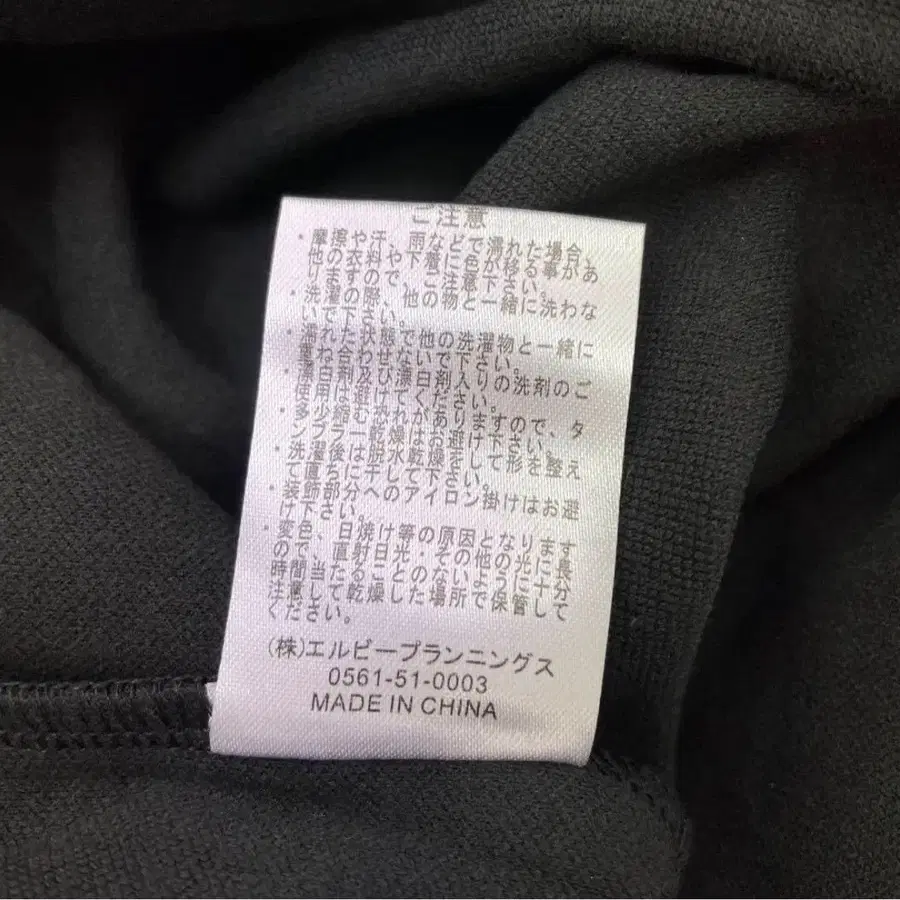 ご注意
・摩擦や汗、雨などで濡れた場合、
他の衣料や、下着に色が移る事があ
りますので、ご注意下さい。
・洗濯の際、他の物と一緒に洗わな
いで下さい。
・濡れた状態で他の洗濯物と一緒に
重ね合わせないで下さい。
・漂白剤及び漂白剤入りの洗剤のご
使用は避けてください。
・多少縮む恐れがありますので、タ
ンブラー乾燥はお避け下さい。
・洗濯後は脱水して形を整え
て直ちに干し乾燥下さい。
・装飾部分へのアイロン掛けはお避
け下さい。
・変色、日焼け等の原因となります
ので、直射日光・その他の光に長
時間当たることのないよう十分ご
注意し、乾燥した場所で保管して
ください。
(株)エルビープランニングス
0561-51-0003
MADE IN CHINA